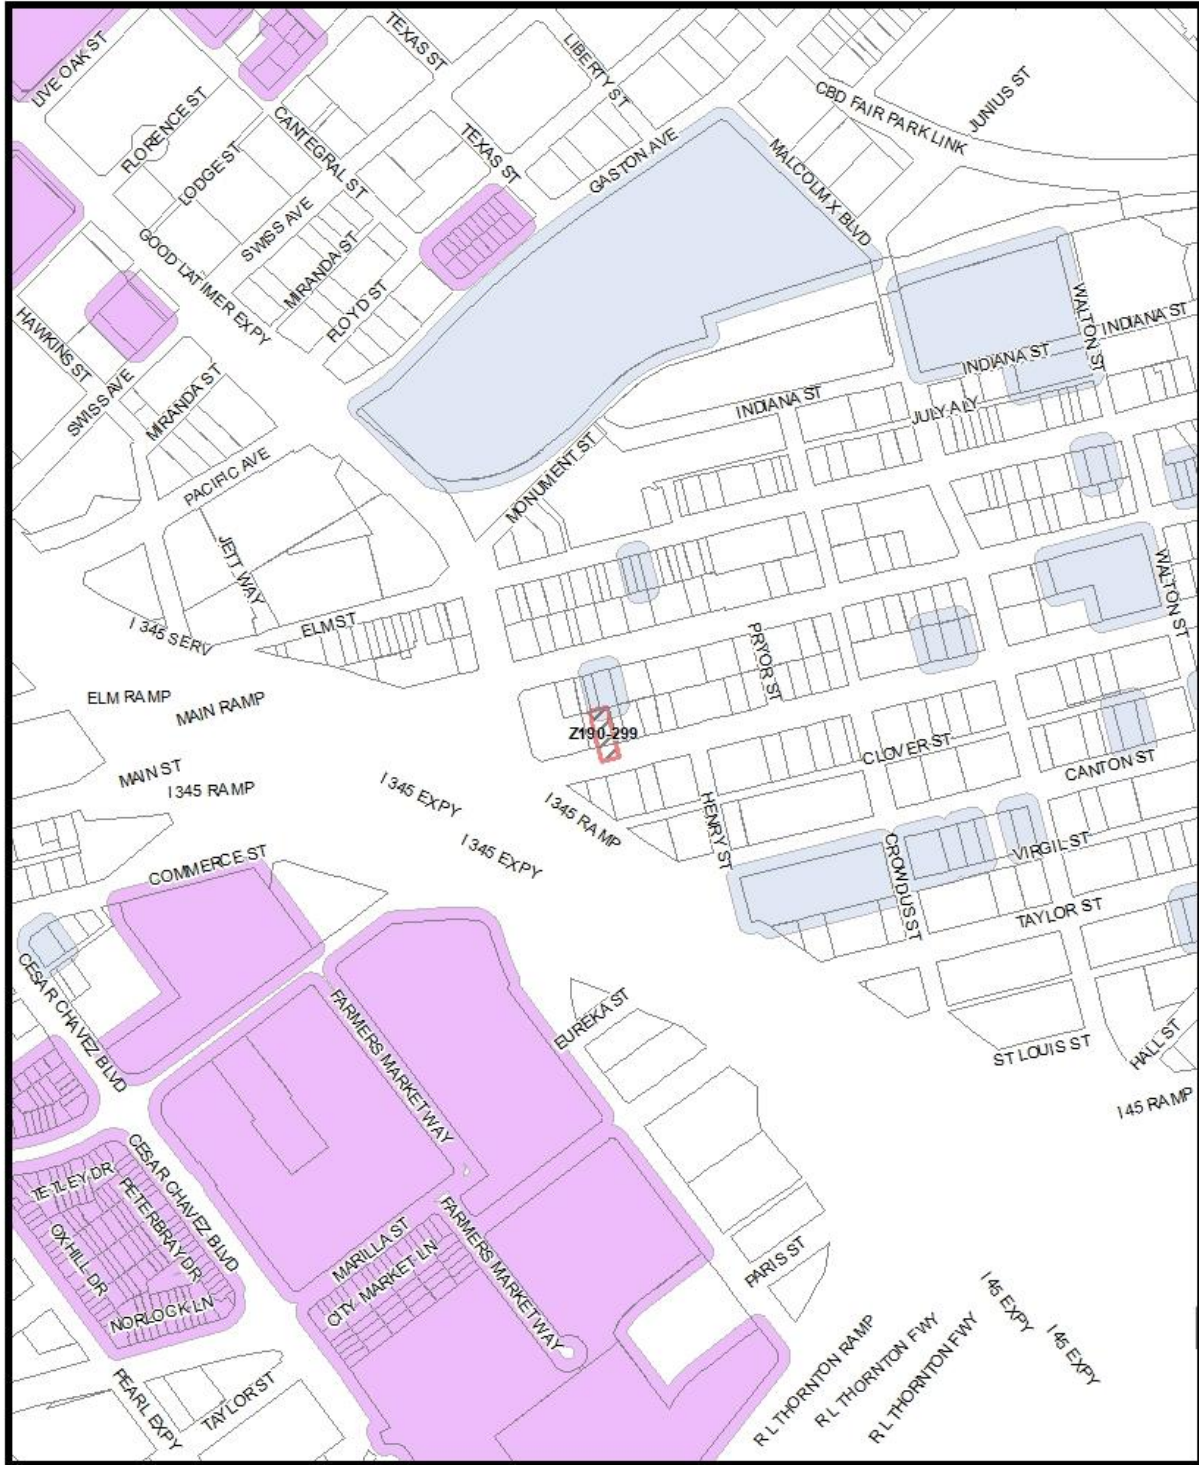 TEXAS ST
LIBERTY ST
LIVE OAK ST
CBD FAIR PARK LINK
JUNIUS ST
FLORENCE ST
CANTEGRAL ST
TEXAS ST
GASTON AVE
MALCOLM X BLVD
LODGE ST
SWISS AVE
GOOD LATIMER EXPY
MIRANDA ST
FLOYD ST
WALTON ST
INDIANA ST
HAWKINS ST
INDIANA ST
SWISS AVE
MIRANDA ST
INDIANA ST
JULY ALY
PACIFIC AVE
MONUMENT ST
JETT WAY
WALTON ST
ELM ST
I 345 SERV
PRYOR ST
ELM RAMP
MAIN RAMP
Z190-299
CLOVER ST
MAIN ST
I 345 RAMP
I 345 EXPY
I 345 RAMP
CANTON ST
HENRY ST
I 345 EXPY
COMMERCE ST
CROWDUS ST
VIRGIL ST
TAYLOR ST
CESAR CHAVEZ BLVD
FARMERS MARKET WAY
EUREKA ST
ST LOUIS ST
HALL ST
I 45 RAMP
CESAR CHAVEZ BLVD
TETLEY DR
PETERBRAY DR
OXHILL DR
MARILLA ST
FARMERS MARKET WAY
CITY MARKET LN
PARIS ST
NORLOCK LN
I 45 EXPY
I 45 EXPY
R L THORNTON RAMP
R L THORNTON FWY
R L THORNTON FWY
PEARL EXPY
TAYLOR ST